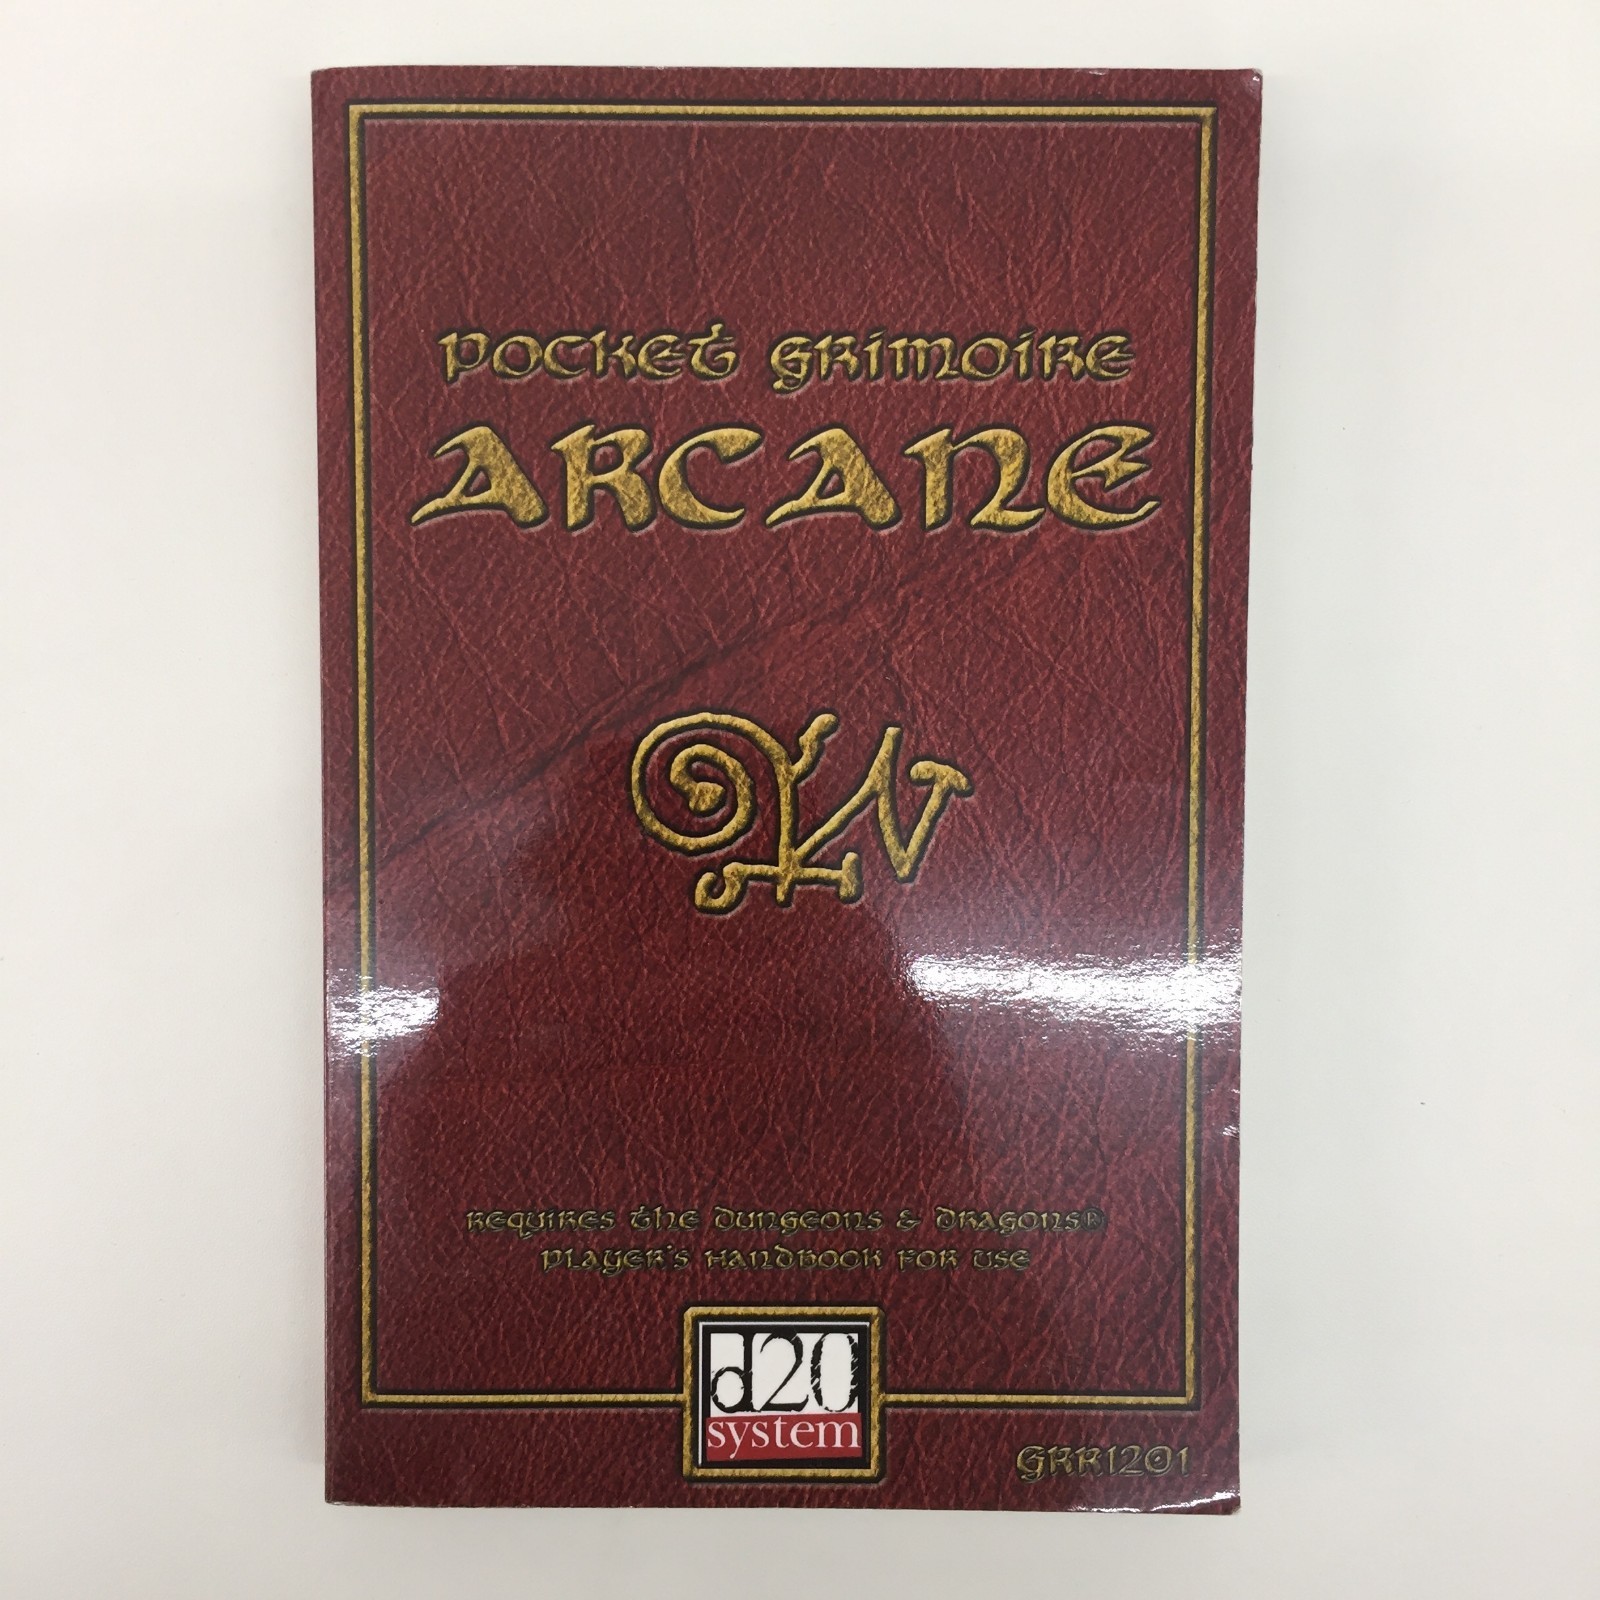 POCKET GRIMOIRE
ARCANE
REQUIRES THE DUNGEONS & DRAGONS®
PLAYER'S HANDBOOK FOR USE
d20
system
GRR1201